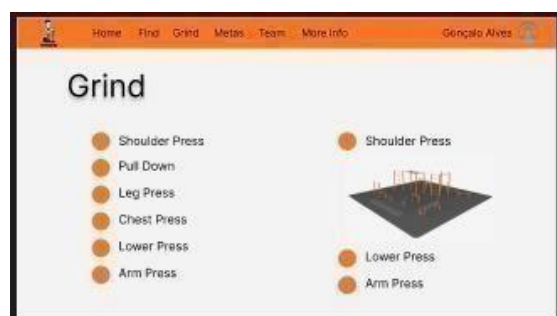 Home Find Grind Metas Team More Info Gonçalo Alves
Grind
Shoulder Press
Pull Down
Leg Press
Chest Press
Lower Press
Arm Press
Shoulder Press
Lower Press
Arm Press